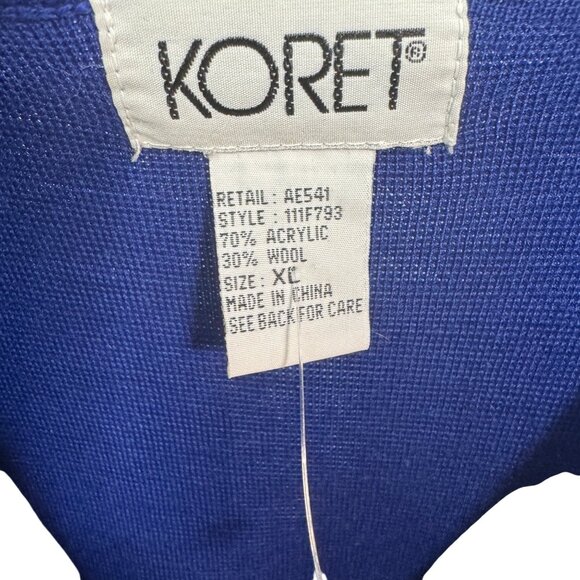 KORET®
RETAIL : AE541
STYLE : 111F793
70% ACRYLIC
30% WOOL
SIZE : XL
MADE IN CHINA
SEE BACK FOR CARE